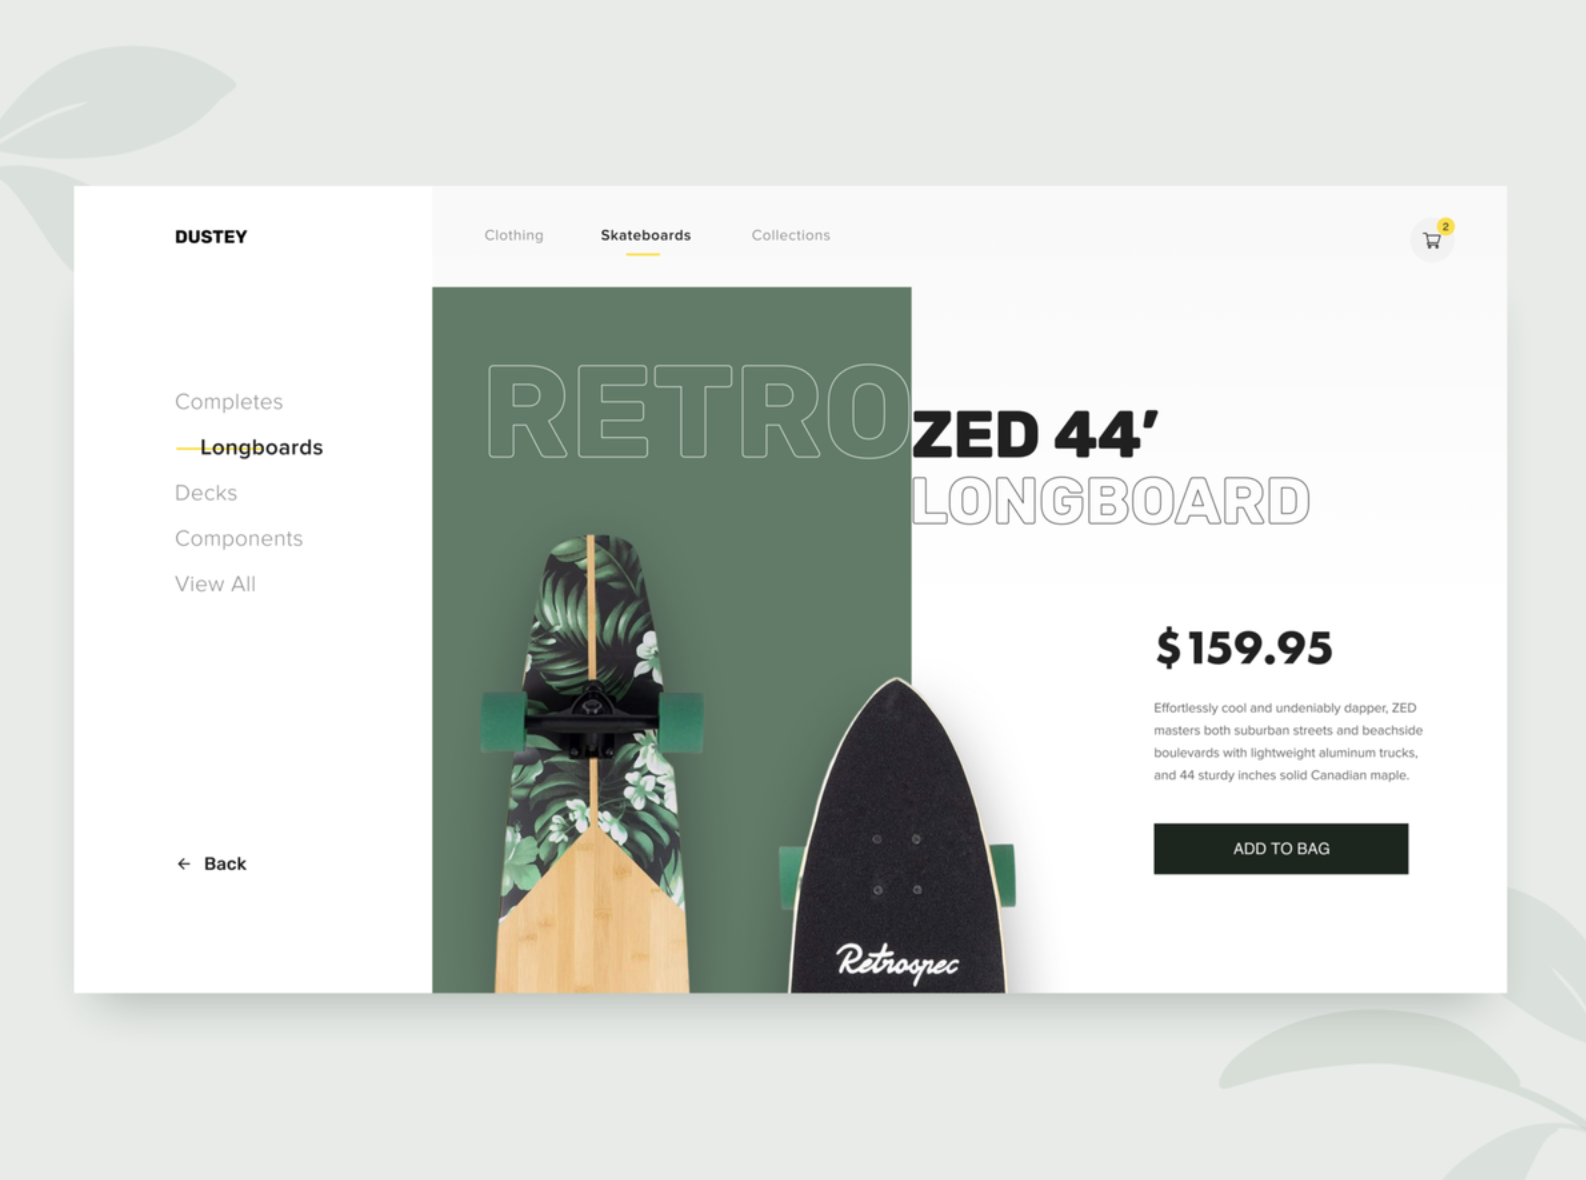 DUSTEY
Clothing
Skateboards
Collections
2
Completes
Longboards
Decks
Components
View All
← Back
RETRO
ZED 44’
LONGBOARD
$159.95
Effortlessly cool and undeniably dapper, ZED
masters both suburban streets and beachside
boulevards with lightweight aluminum trucks,
and 44 sturdy inches solid Canadian maple.
ADD TO BAG
Retrospec